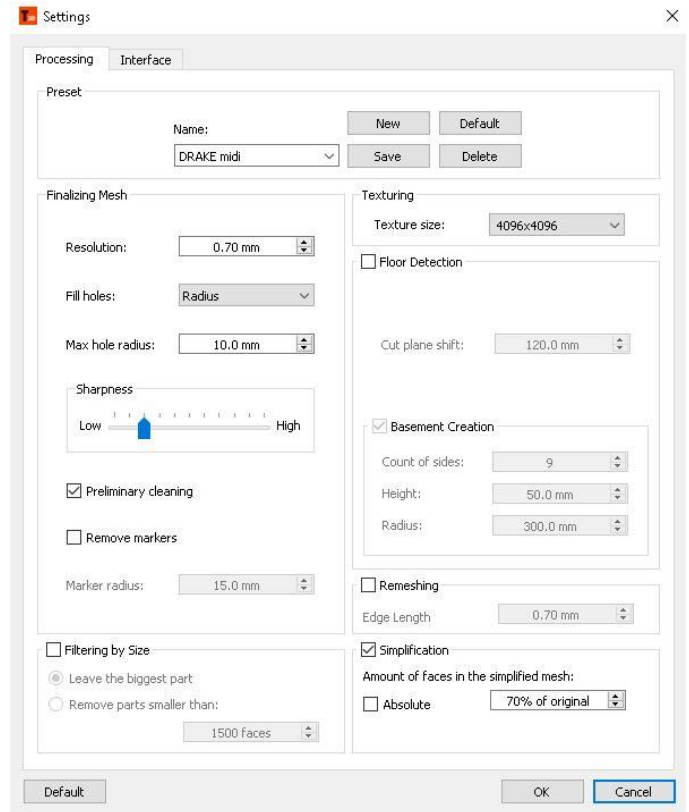 Settings
Processing Interface
Preset
Name:
New Default
DRAKE midi
Save Delete
Finalizing Mesh
Resolution: 0.70 mm
Fill holes: Radius
Max hole radius: 10.0 mm
Sharpness
Low High
Preliminary cleaning
Remove markers
Marker radius: 15.0 mm
Filtering by Size
Leave the biggest part
Remove parts smaller than:
1500 faces
Texturing
Texture size: 4096x4096
Floor Detection
Cut plane shift: 120.0 mm
Basement Creation
Count of sides: 9
Height: 50.0 mm
Radius: 300.0 mm
Remeshing
Edge Length 0.70 mm
Simplification
Amount of faces in the simplified mesh:
Absolute 70% of original
Default OK Cancel